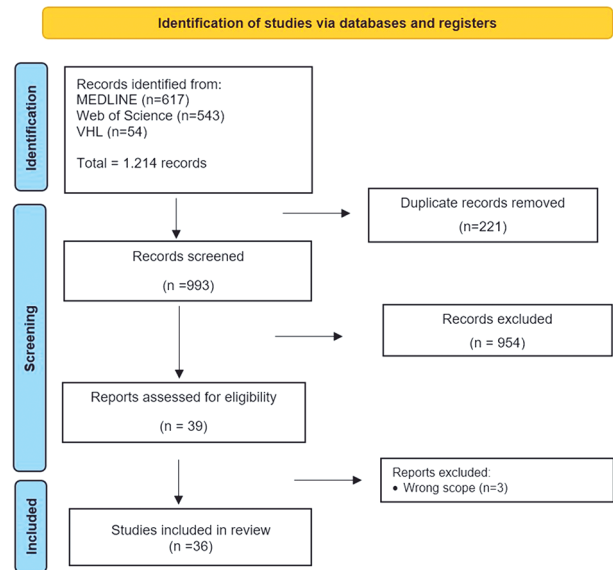 Identification of studies via databases and registers
Identification
Records identified from:
MEDLINE (n=617)
Web of Science (n=543)
VHL (n=54)
Total = 1.214 records
Duplicate records removed
(n=221)
Screening
Records screened
(n =993)
Records excluded
(n = 954)
Reports assessed for eligibility
(n = 39)
Reports excluded:
• Wrong scope (n=3)
Included
Studies included in review
(n =36)